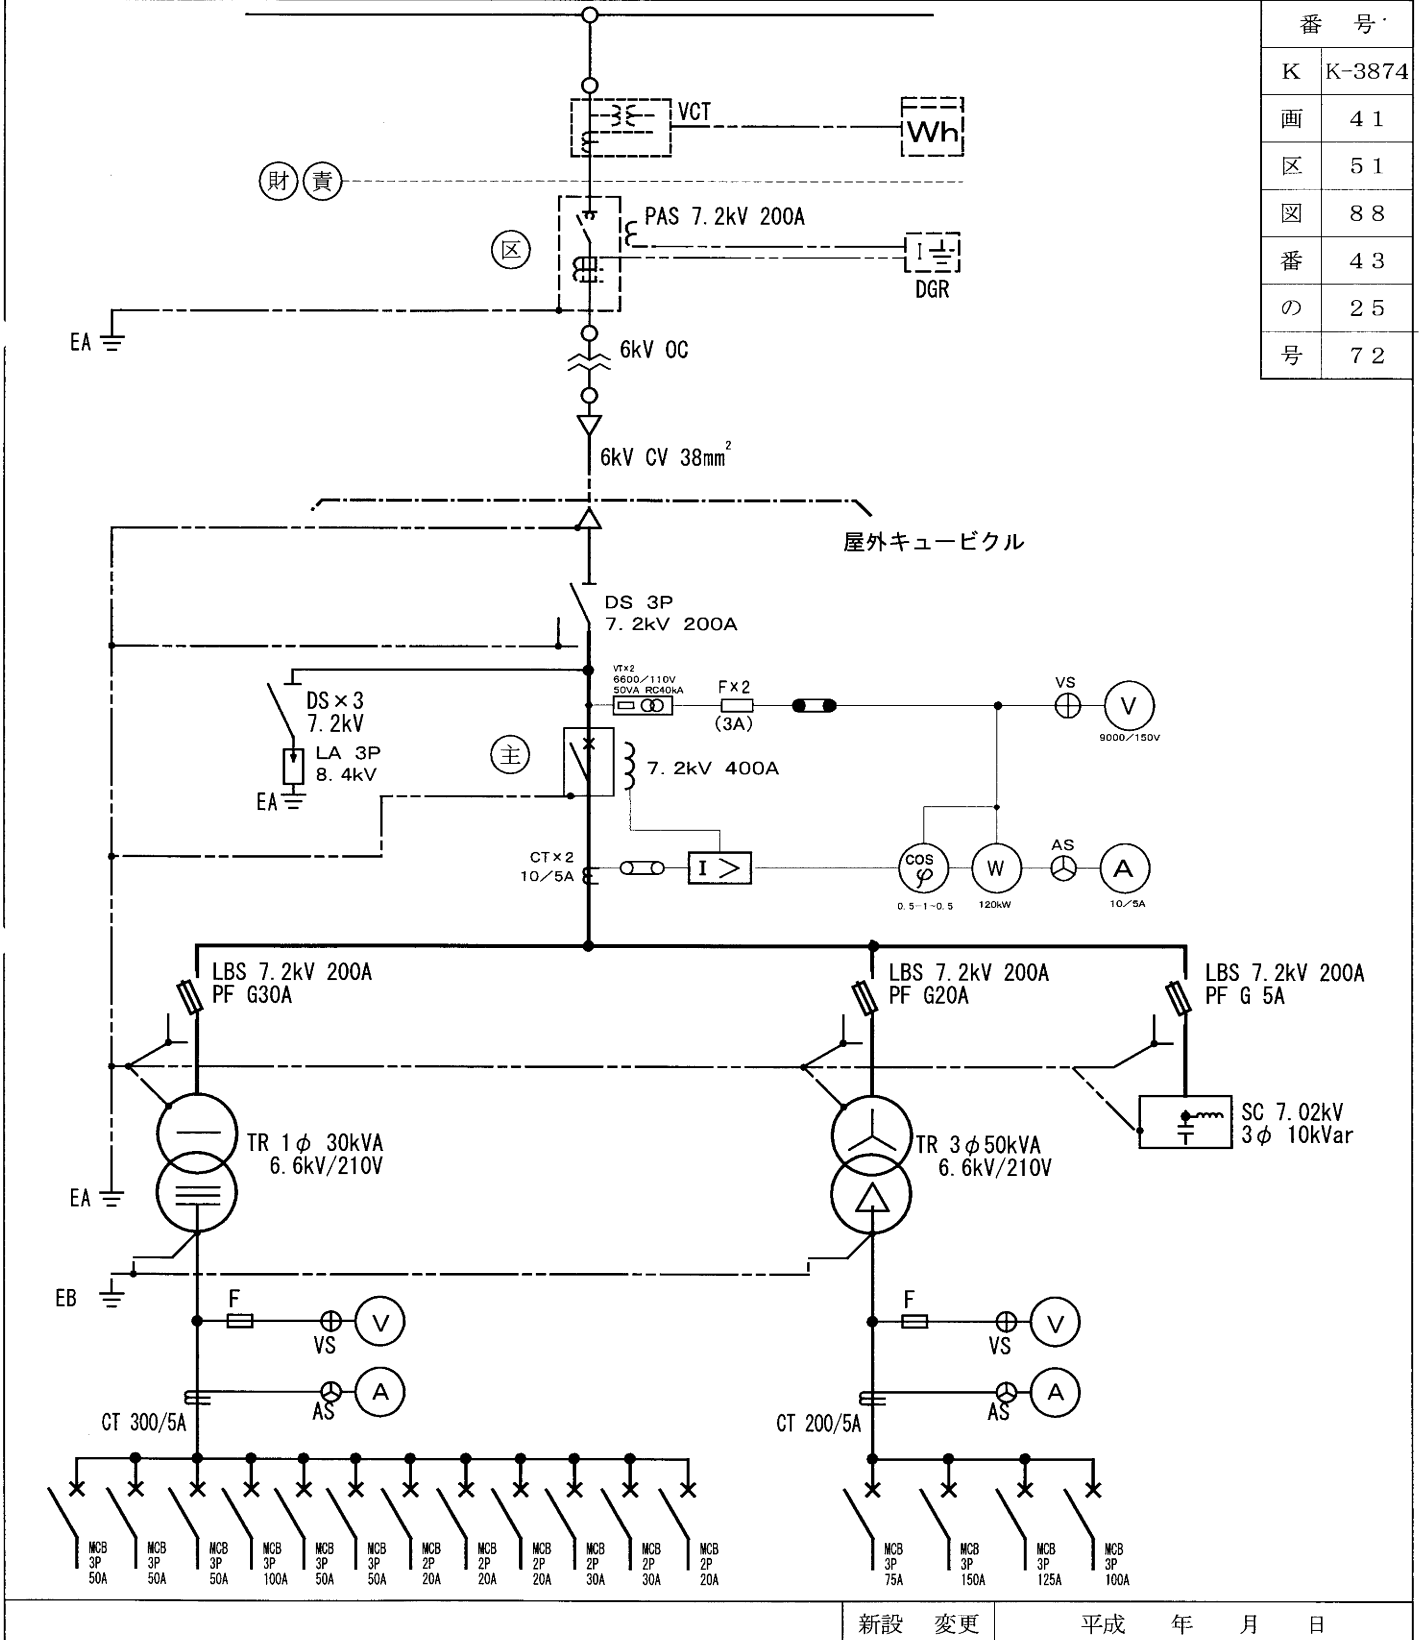 番 号
K K-3874
画 41
区 51
図 88
番 43
の 25
号 72
VCT
Wh
財 責
PAS 7.2kV 200A
区
I
DGR
EA
6kV OC
6kV CV 38mm²
屋外キュービクル
DS 3P
7.2kV 200A
VT×2
6600/110V
50VA RC40kA
F×2
(3A)
VS
V
9000/150V
DS×3
7.2kV
LA 3P
8.4kV
EA
主
7.2kV 400A
CT×2
10/5A
I >
COS
φ
0.5-1-0.5
W
120kW
AS
A
10/5A
LBS 7.2kV 200A
PF G30A
LBS 7.2kV 200A
PF G20A
LBS 7.2kV 200A
PF G 5A
TR 1φ 30kVA
6.6kV/210V
TR 3φ50kVA
6.6kV/210V
SC 7.02kV
3φ 10kVar
EA
EB
F
VS
V
AS
A
CT 300/5A
F
VS
V
AS
A
CT 200/5A
MCB
3P
50A
MCB
3P
50A
MCB
3P
50A
MCB
3P
100A
MCB
3P
50A
MCB
3P
50A
MCB
2P
20A
MCB
2P
20A
MCB
2P
20A
MCB
2P
30A
MCB
2P
30A
MCB
2P
20A
MCB
3P
75A
MCB
3P
150A
MCB
3P
125A
MCB
3P
100A
新設 変更 平成 年 月 日